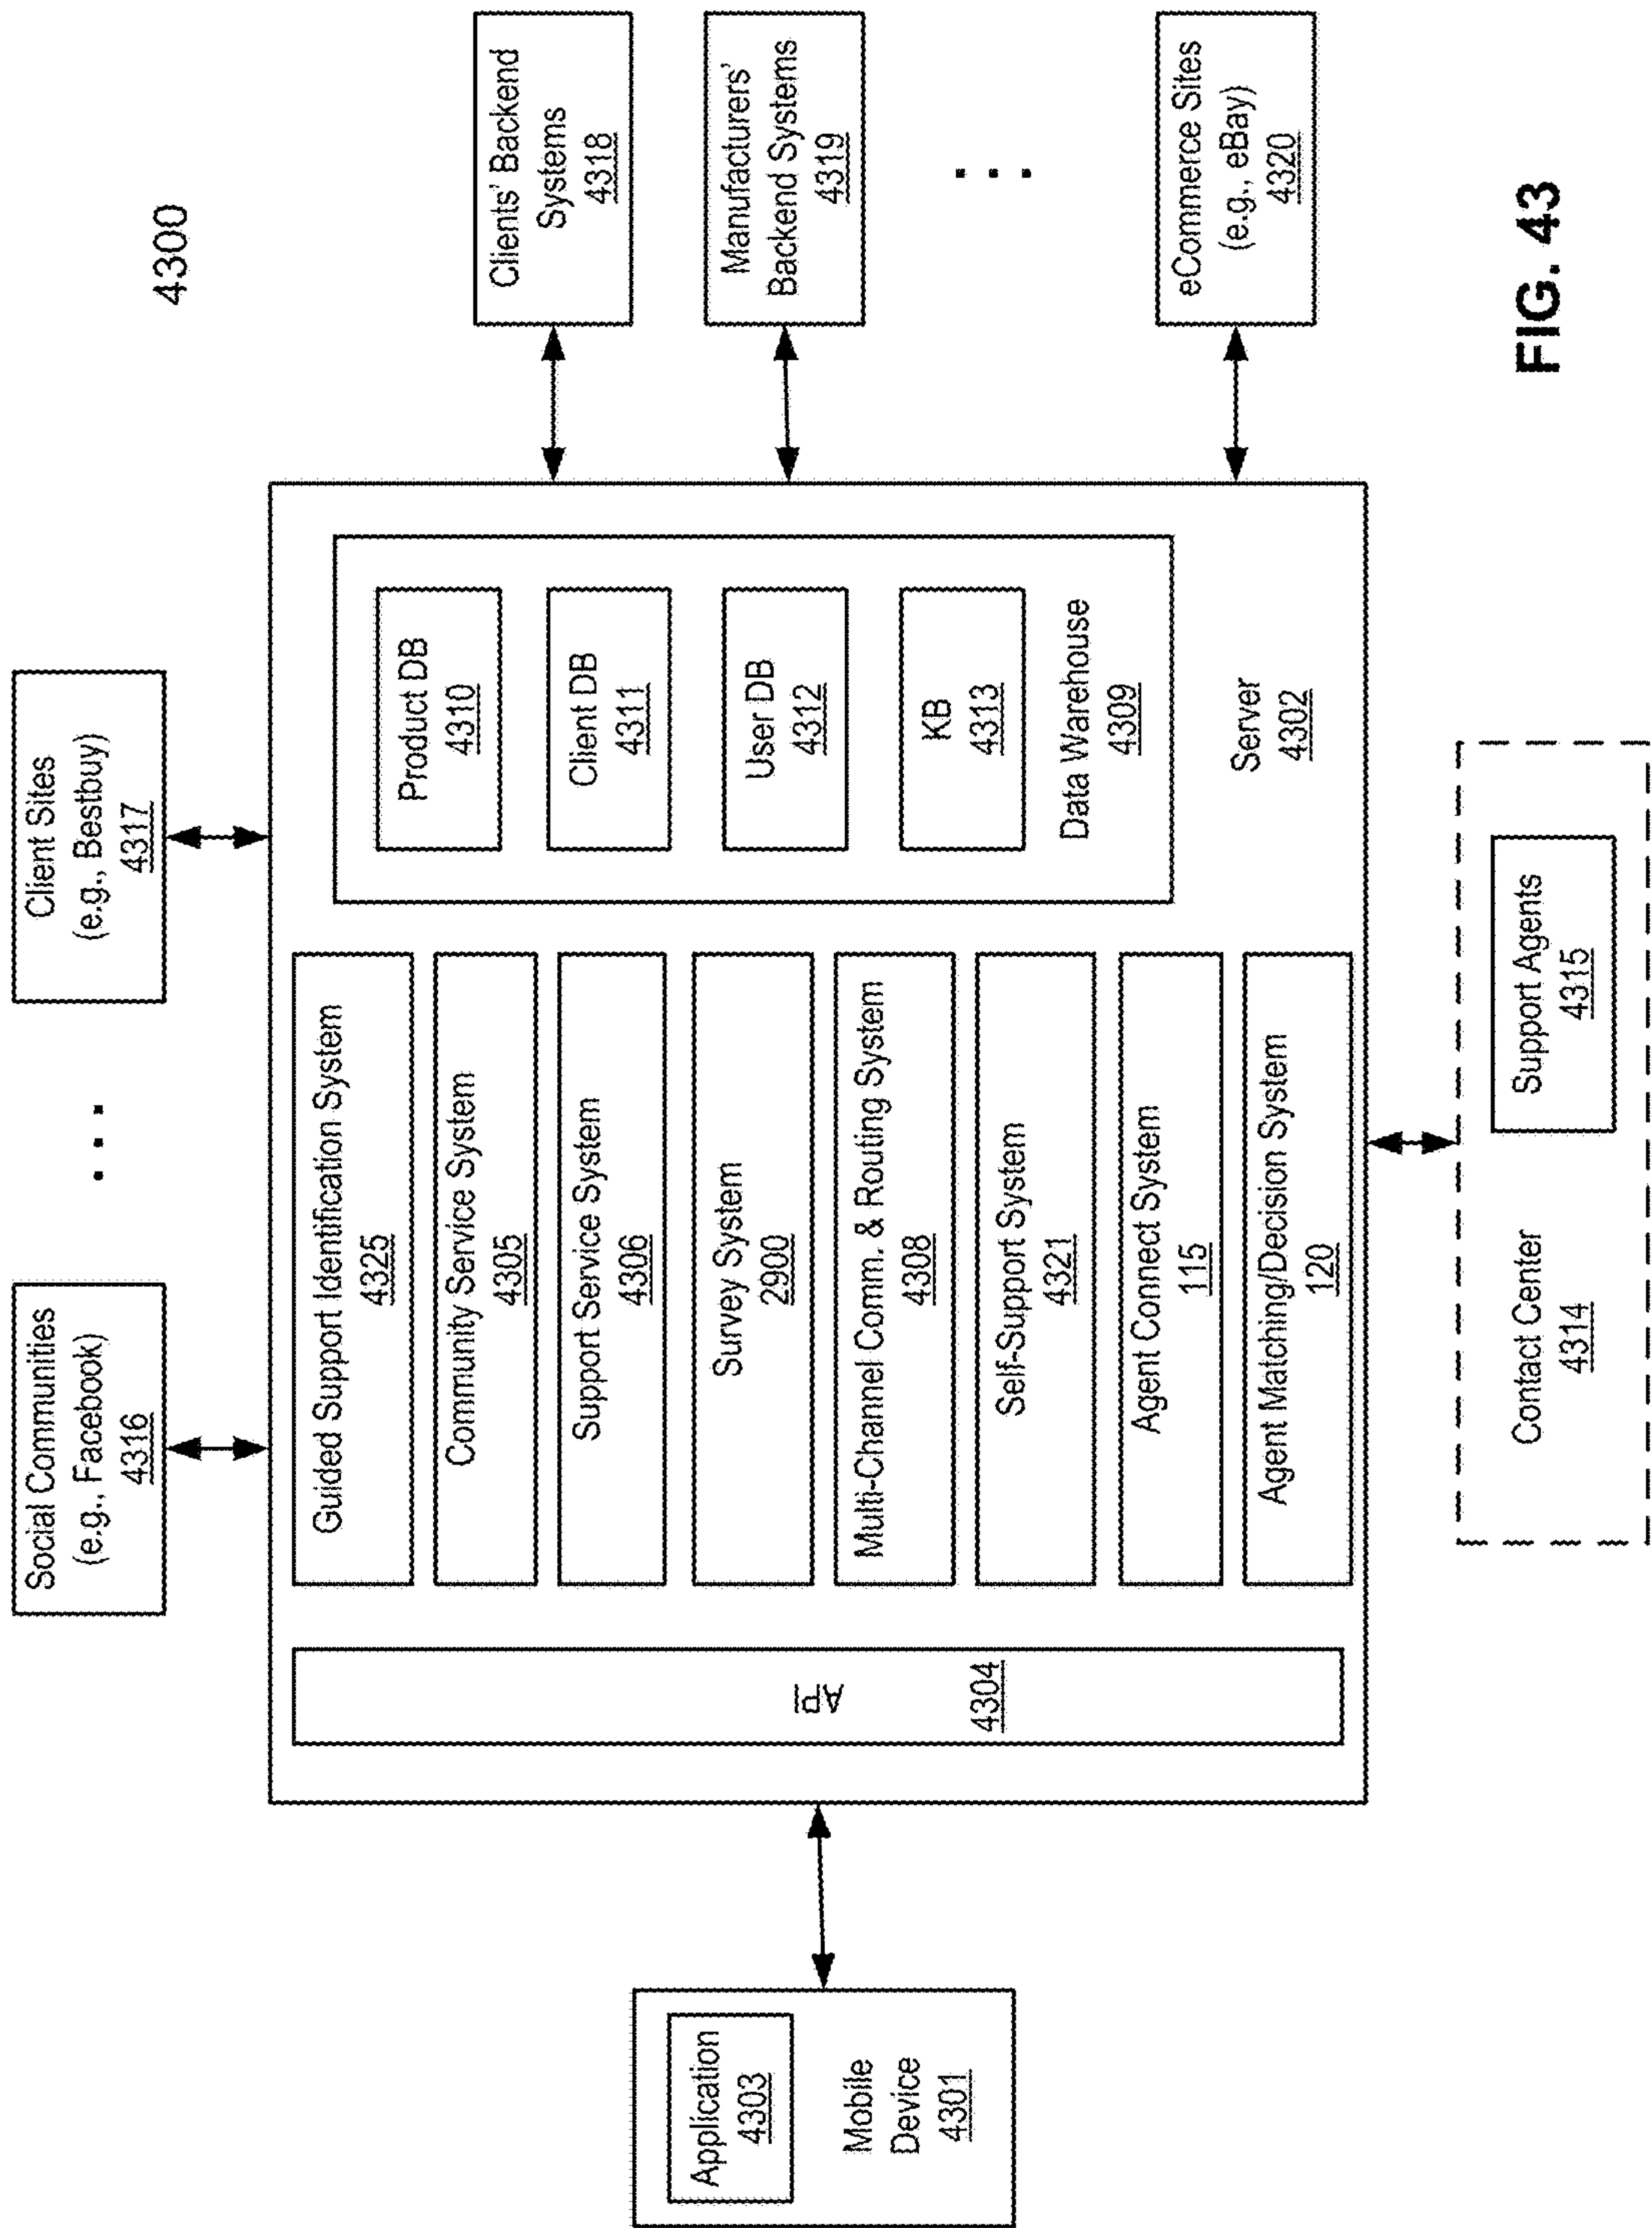 4300
Social Communities
(e.g., Facebook)
4316
. . .
Client Sites
(e.g., Bestbuy)
4317
Application
4303
Mobile
Device
4301
API
4304
Guided Support Identification System
4325
Community Service System
4305
Support Service System
4306
Survey System
2900
Multi-Channel Comm. & Routing System
4308
Self-Support System
4321
Agent Connect System
115
Agent Matching/Decision System
120
Product DB
4310
Client DB
4311
User DB
4312
KB
4313
Data Warehouse
4309
Server
4302
Clients' Backend
Systems
4318
Manufacturers'
Backend Systems
4319
. . .
eCommerce Sites
(e.g., eBay)
4320
Contact Center
4314
Support Agents
4315
FIG. 43